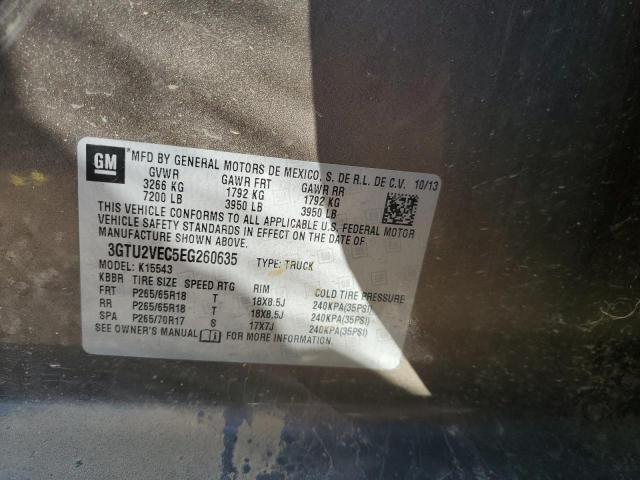 GM
MFD BY GENERAL MOTORS DE MEXICO, S. DE R.L. DE C.V. 10/13
GVWR GAWR FRT GAWR RR
3266 KG 1792 KG 1792 KG
7200 LB 3950 LB 3950 LB
THIS VEHICLE CONFORMS TO ALL APPLICABLE U.S. FEDERAL MOTOR
VEHICLE SAFETY STANDARDS IN EFFECT ON THE DATE OF
MANUFACTURE SHOWN ABOVE.
3GTU2VEC5EG260635 TYPE: TRUCK
MODEL: K15543
KBBR TIRE SIZE SPEED RTG RIM COLD TIRE PRESSURE
FRT P265/65R18 T 18X8.5J 240KPA(35PSI)
RR P265/65R18 T 18X8.5J 240KPA(35PSI)
SPA P265/70R17 S 17X7J 240KPA(35PSI)
SEE OWNER'S MANUAL FOR MORE INFORMATION.